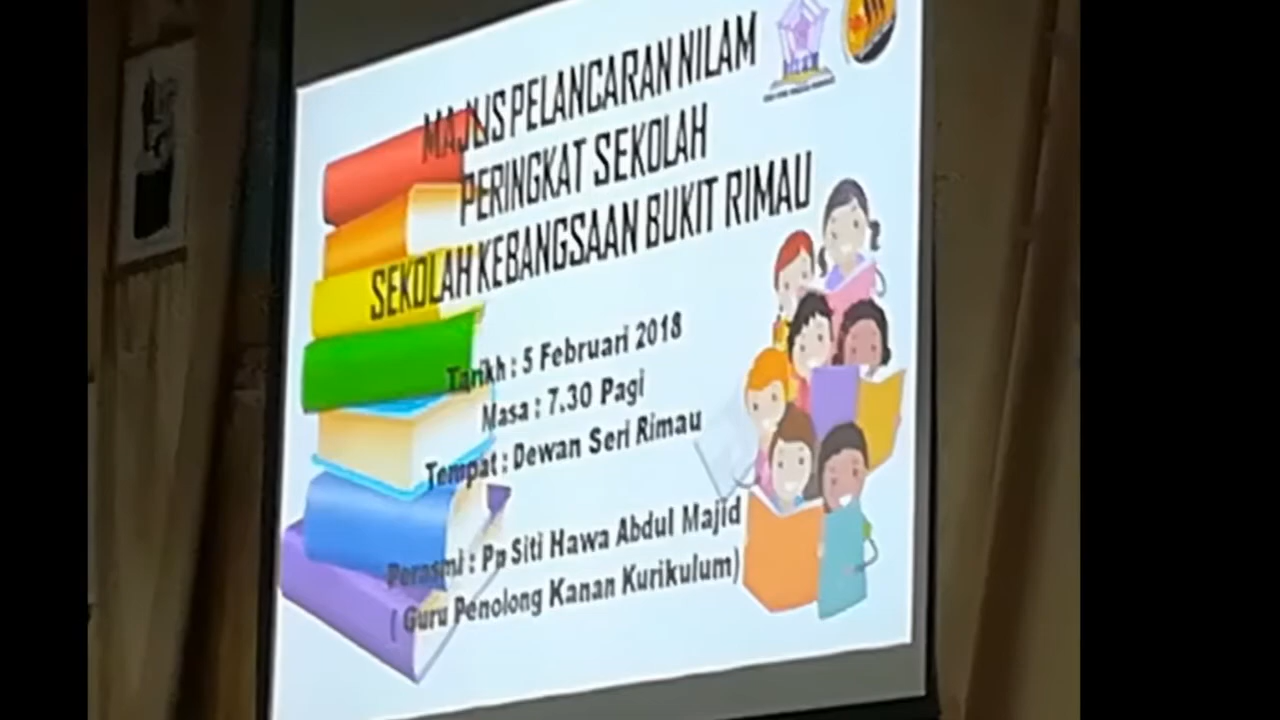 MAJLIS PELANCARAN NILAM
PERINGKAT SEKOLAH
SEKOLAH KEBANGSAAN BUKIT RIMAU
Tarikh : 5 Februari 2018
Masa : 7.30 Pagi
Tempat : Dewan Seri Rimau
Perasmi : Pn Siti Hawa Abdul Majid
( Guru Penolong Kanan Kurikulum)